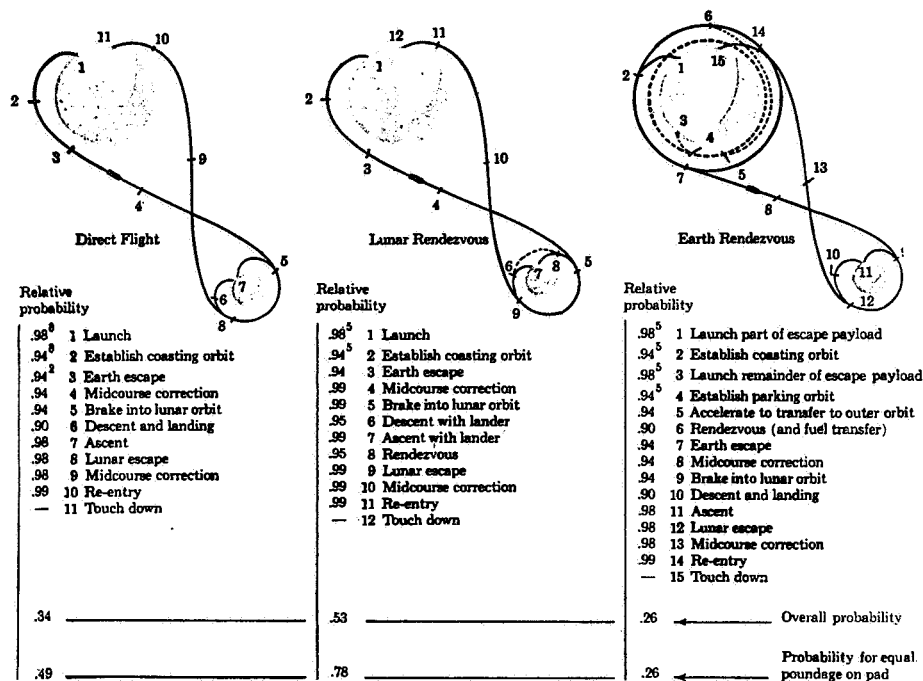 11
10
1
2
3
9
4
Direct Flight
5
7
6
8
Relative
probability
.98⁸ 1 Launch
.94⁸ 2 Establish coasting orbit
.94² 3 Earth escape
.94 4 Midcourse correction
.94 5 Brake into lunar orbit
.90 6 Descent and landing
.98 7 Ascent
.98 8 Lunar escape
.98 9 Midcourse correction
.99 10 Re-entry
— 11 Touch down
.34
.49
12
11
1
2
3
10
4
Lunar Rendezvous
5
6
8
7
9
Relative
probability
.98⁵ 1 Launch
.94⁵ 2 Establish coasting orbit
.94 3 Earth escape
.99 4 Midcourse correction
.99 5 Brake into lunar orbit
.95 6 Descent with lander
.99 7 Ascent with lander
.95 8 Rendezvous
.99 9 Lunar escape
.99 10 Midcourse correction
.99 11 Re-entry
— 12 Touch down
.53
.78
6
14
15
1
2
3
4
5
7
13
8
Earth Rendezvous
9
10
11
12
Relative
probability
.98⁵ 1 Launch part of escape payload
.94⁵ 2 Establish coasting orbit
.98⁵ 3 Launch remainder of escape payload
.94⁵ 4 Establish parking orbit
.94 5 Accelerate to transfer to outer orbit
.90 6 Rendezvous (and fuel transfer)
.94 7 Earth escape
.94 8 Midcourse correction
.94 9 Brake into lunar orbit
.90 10 Descent and landing
.98 11 Ascent
.98 12 Lunar escape
.98 13 Midcourse correction
.99 14 Re-entry
— 15 Touch down
.26 Overall probability
.26 Probability for equal
poundage on pad